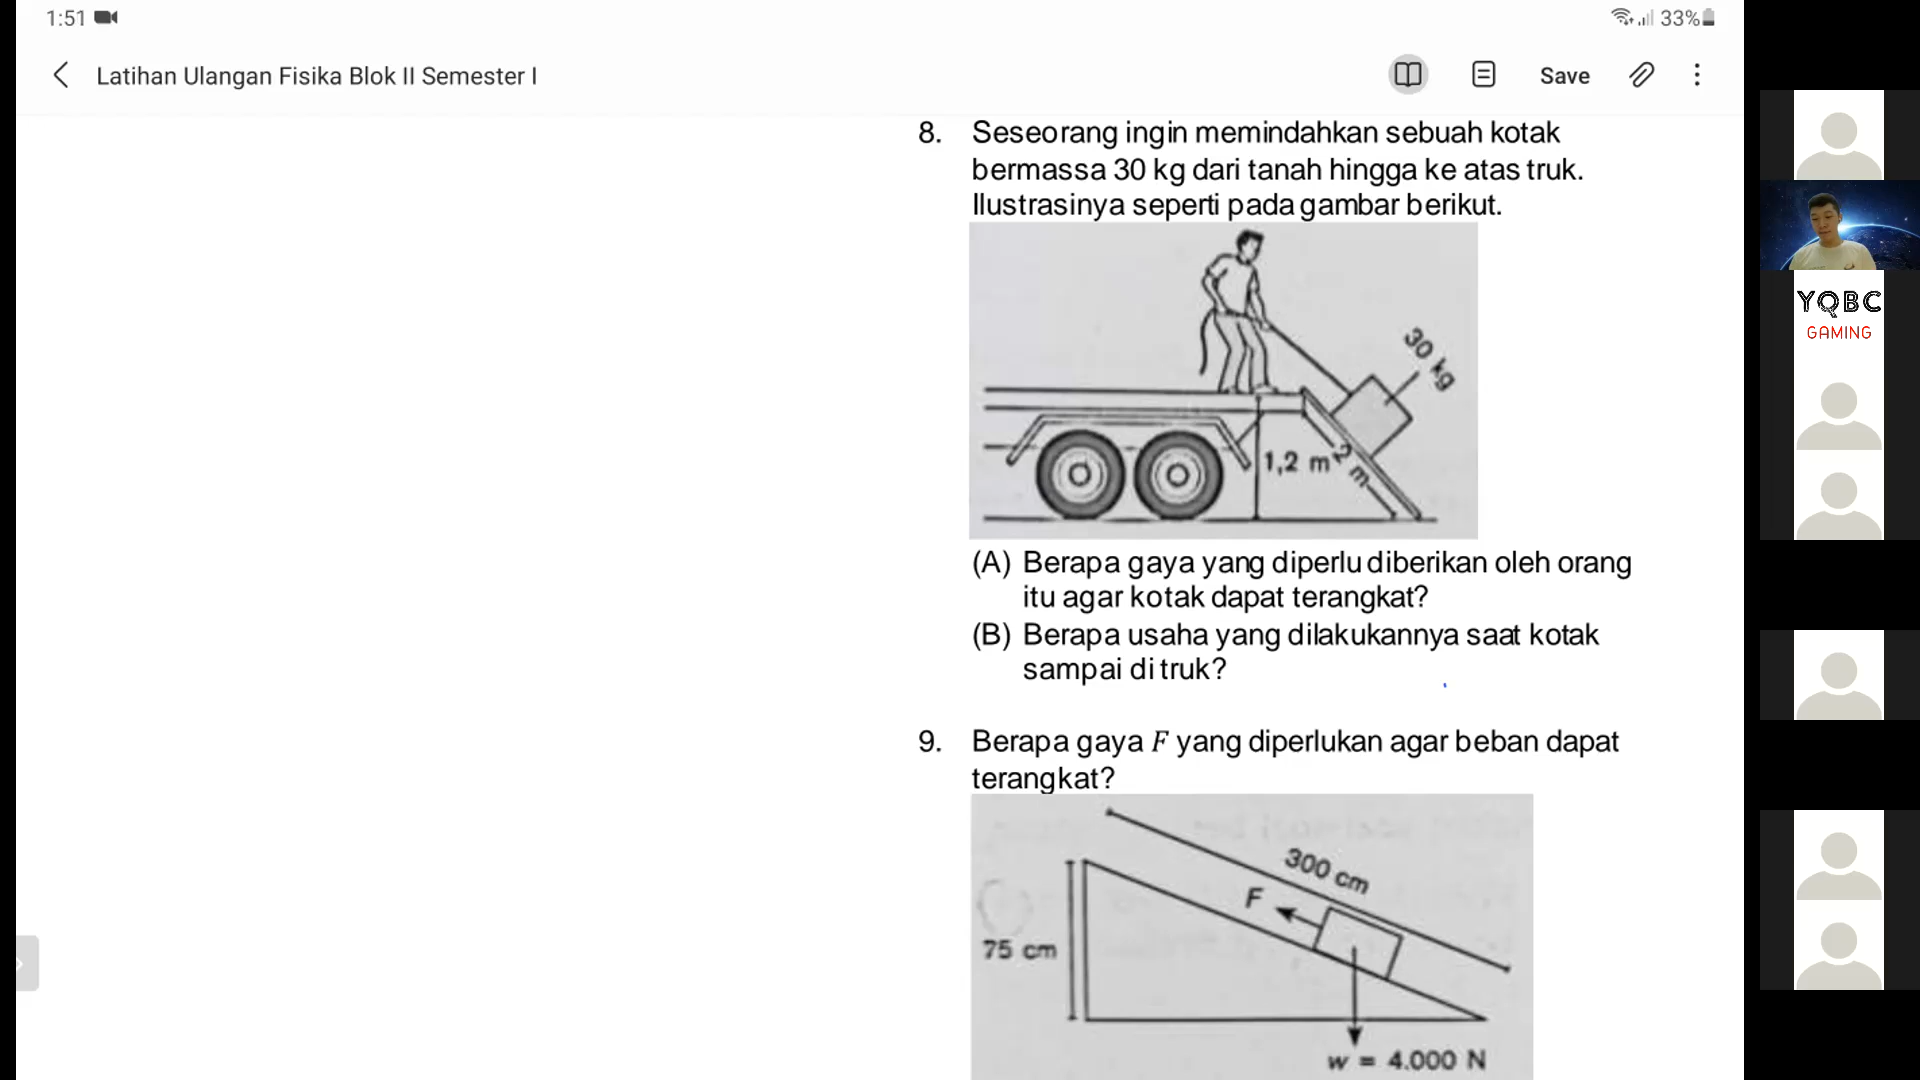 1:51
33%
Latihan Ulangan Fisika Blok II Semester I
Save
8. Seseorang ingin memindahkan sebuah kotak
bermassa 30 kg dari tanah hingga ke atas truk.
Ilustrasinya seperti pada gambar berikut.
30 kg
1,2 m
2 m
(A) Berapa gaya yang diperlu diberikan oleh orang
itu agar kotak dapat terangkat?
(B) Berapa usaha yang dilakukannya saat kotak
sampai di truk?
9. Berapa gaya F yang diperlukan agar beban dapat
terangkat?
300 cm
F
75 cm
w = 4.000 N
YQBC
GAMING